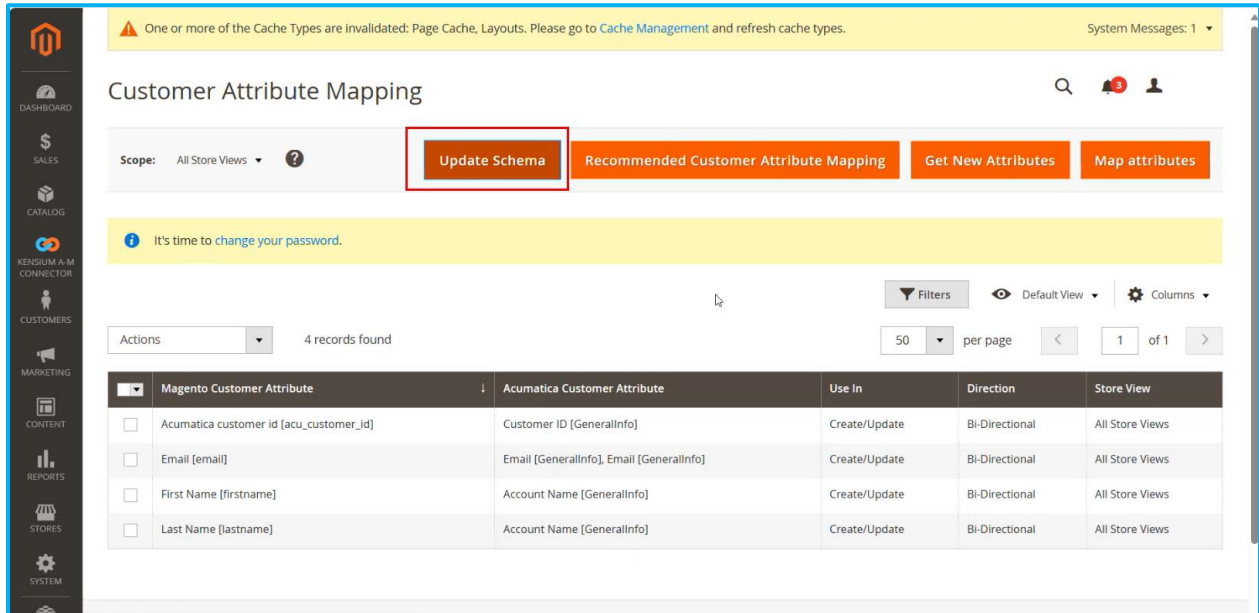 One or more of the Cache Types are invalidated: Page Cache, Layouts. Please go to Cache Management and refresh cache types.
System Messages: 1
Customer Attribute Mapping
3
DASHBOARD
SALES
CATALOG
KENSIUM A-M
CONNECTOR
CUSTOMERS
MARKETING
CONTENT
REPORTS
STORES
SYSTEM
Scope: All Store Views ?
Update Schema
Recommended Customer Attribute Mapping
Get New Attributes
Map attributes
It's time to change your password.
Filters
Default View
Columns
Actions
4 records found
50 per page
1 of 1
Magento Customer Attribute ↓ Acumatica Customer Attribute Use In Direction Store View
Acumatica customer id [acu_customer_id] Customer ID [GeneralInfo] Create/Update Bi-Directional All Store Views
Email [email] Email [GeneralInfo], Email [GeneralInfo] Create/Update Bi-Directional All Store Views
First Name [firstname] Account Name [GeneralInfo] Create/Update Bi-Directional All Store Views
Last Name [lastname] Account Name [GeneralInfo] Create/Update Bi-Directional All Store Views